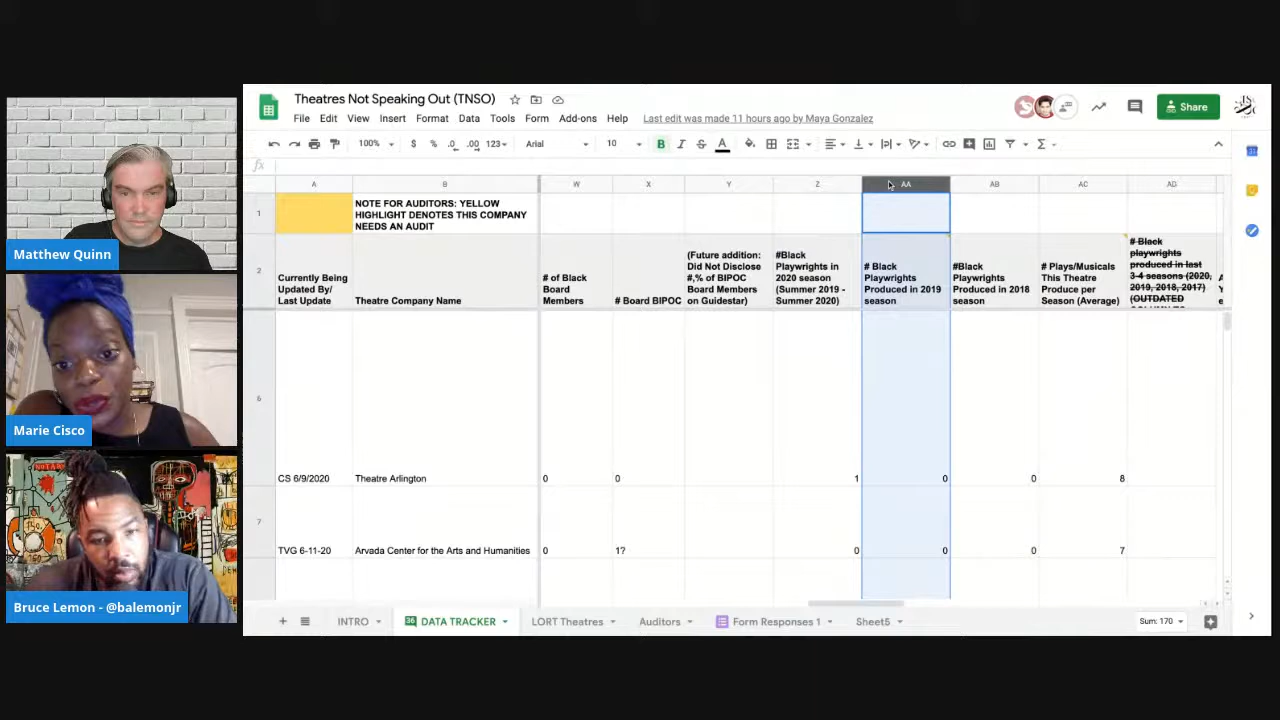 Matthew Quinn
Marie Cisco
Bruce Lemon - @balemonjr
Theatres Not Speaking Out (TNSO)
File Edit View Insert Format Data Tools Form Add-ons Help Last edit was made 11 hours ago by Maya Gonzalez
Share
100% $ % .0 .00 123 Arial 10 B I S A
fx
A B W X Y Z AA AB AC AD
1
NOTE FOR AUDITORS: YELLOW
HIGHLIGHT DENOTES THIS COMPANY
NEEDS AN AUDIT
2
Currently Being
Updated By/
Last Update
Theatre Company Name
# of Black
Board
Members
# Board BIPOC
(Future addition:
Did Not Disclose
#,% of BIPOC
Board Members
on Guidestar)
#Black
Playwrights in
2020 season
(Summer 2019 -
Summer 2020)
# Black
Playwrights
Produced in 2019
season
#Black
Playwrights
Produced in 2018
season
# Plays/Musicals
This Theatre
Produce per
Season (Average)
# Black
playwrights
produced in last
3-4 seasons (2020,
2019, 2018, 2017)
(OUTDATED
6
CS 6/9/2020 Theatre Arlington 0 0 1 0 0 8
7
TVG 6-11-20 Arvada Center for the Arts and Humanities 0 1? 0 0 0 7
INTRO 36 DATA TRACKER LORT Theatres Auditors Form Responses 1 Sheet5 Sum: 170